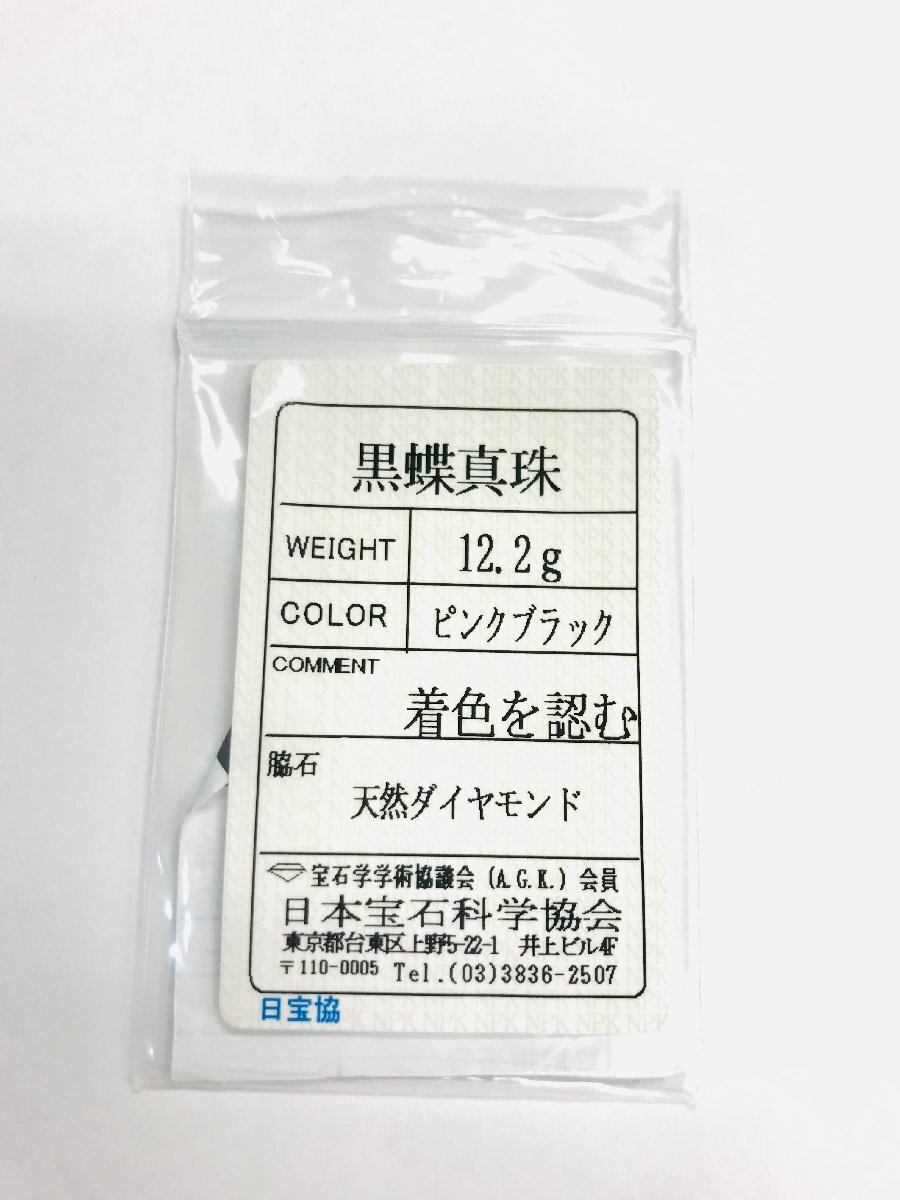 黒蝶真珠
WEIGHT 12.2g
COLOR ピンクブラック
COMMENT
着色を認む
脇石
天然ダイヤモンド
宝石学学術協議会 (A.G.K.) 会員
日本宝石科学協会
東京都台東区上野5-22-1 井上ビル4F
〒110-0005 Tel.(03)3836-2507
日宝協